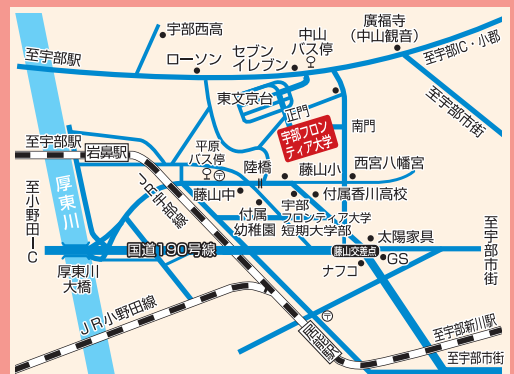 宇部西高
中山
バス停
廣福寺
(中山観音)
至宇部IC・小郡
至宇部駅
ローソン
セブン
イレブン
東文京台
正門
宇部フロン
ティア大学
南門
至宇部市街
至宇部駅
岩鼻駅
平原
バス停
〒
陸橋
藤山小
西宮八幡宮
厚東川
至小野田IC
JR宇部線
藤山中
付属
幼稚園
宇部
フロンティア大学
短期大学部
付属香川高校
国道190号線
藤山交差点
太陽家具
GS
ナフコ
至宇部市街
厚東川
大橋
JR小野田線
〒
居能駅
至宇部新川駅
至宇部市街